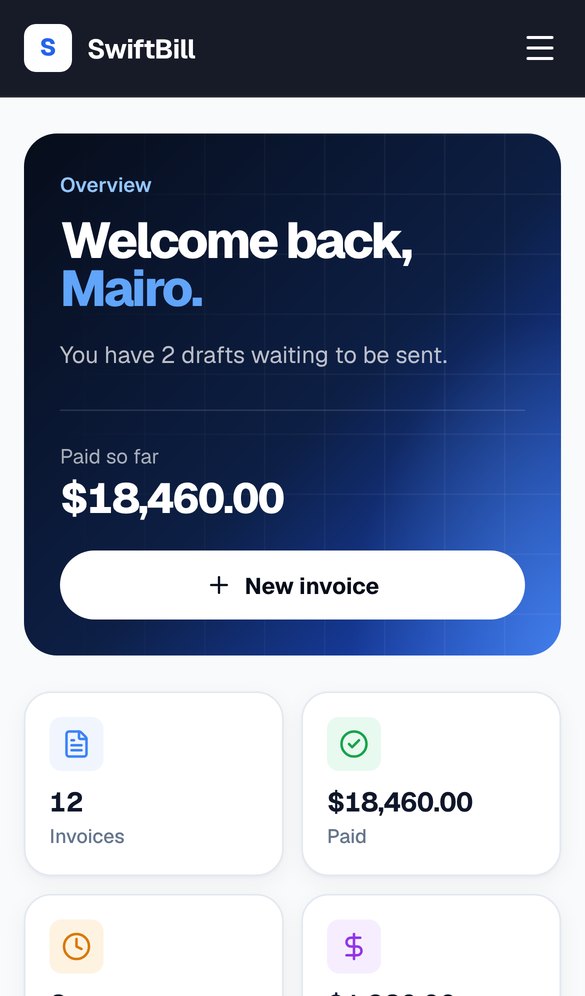 S SwiftBill
Overview
Welcome back,
Mairo.
You have 2 drafts waiting to be sent.
Paid so far
$18,460.00
+ New invoice
12
Invoices
$18,460.00
Paid
$